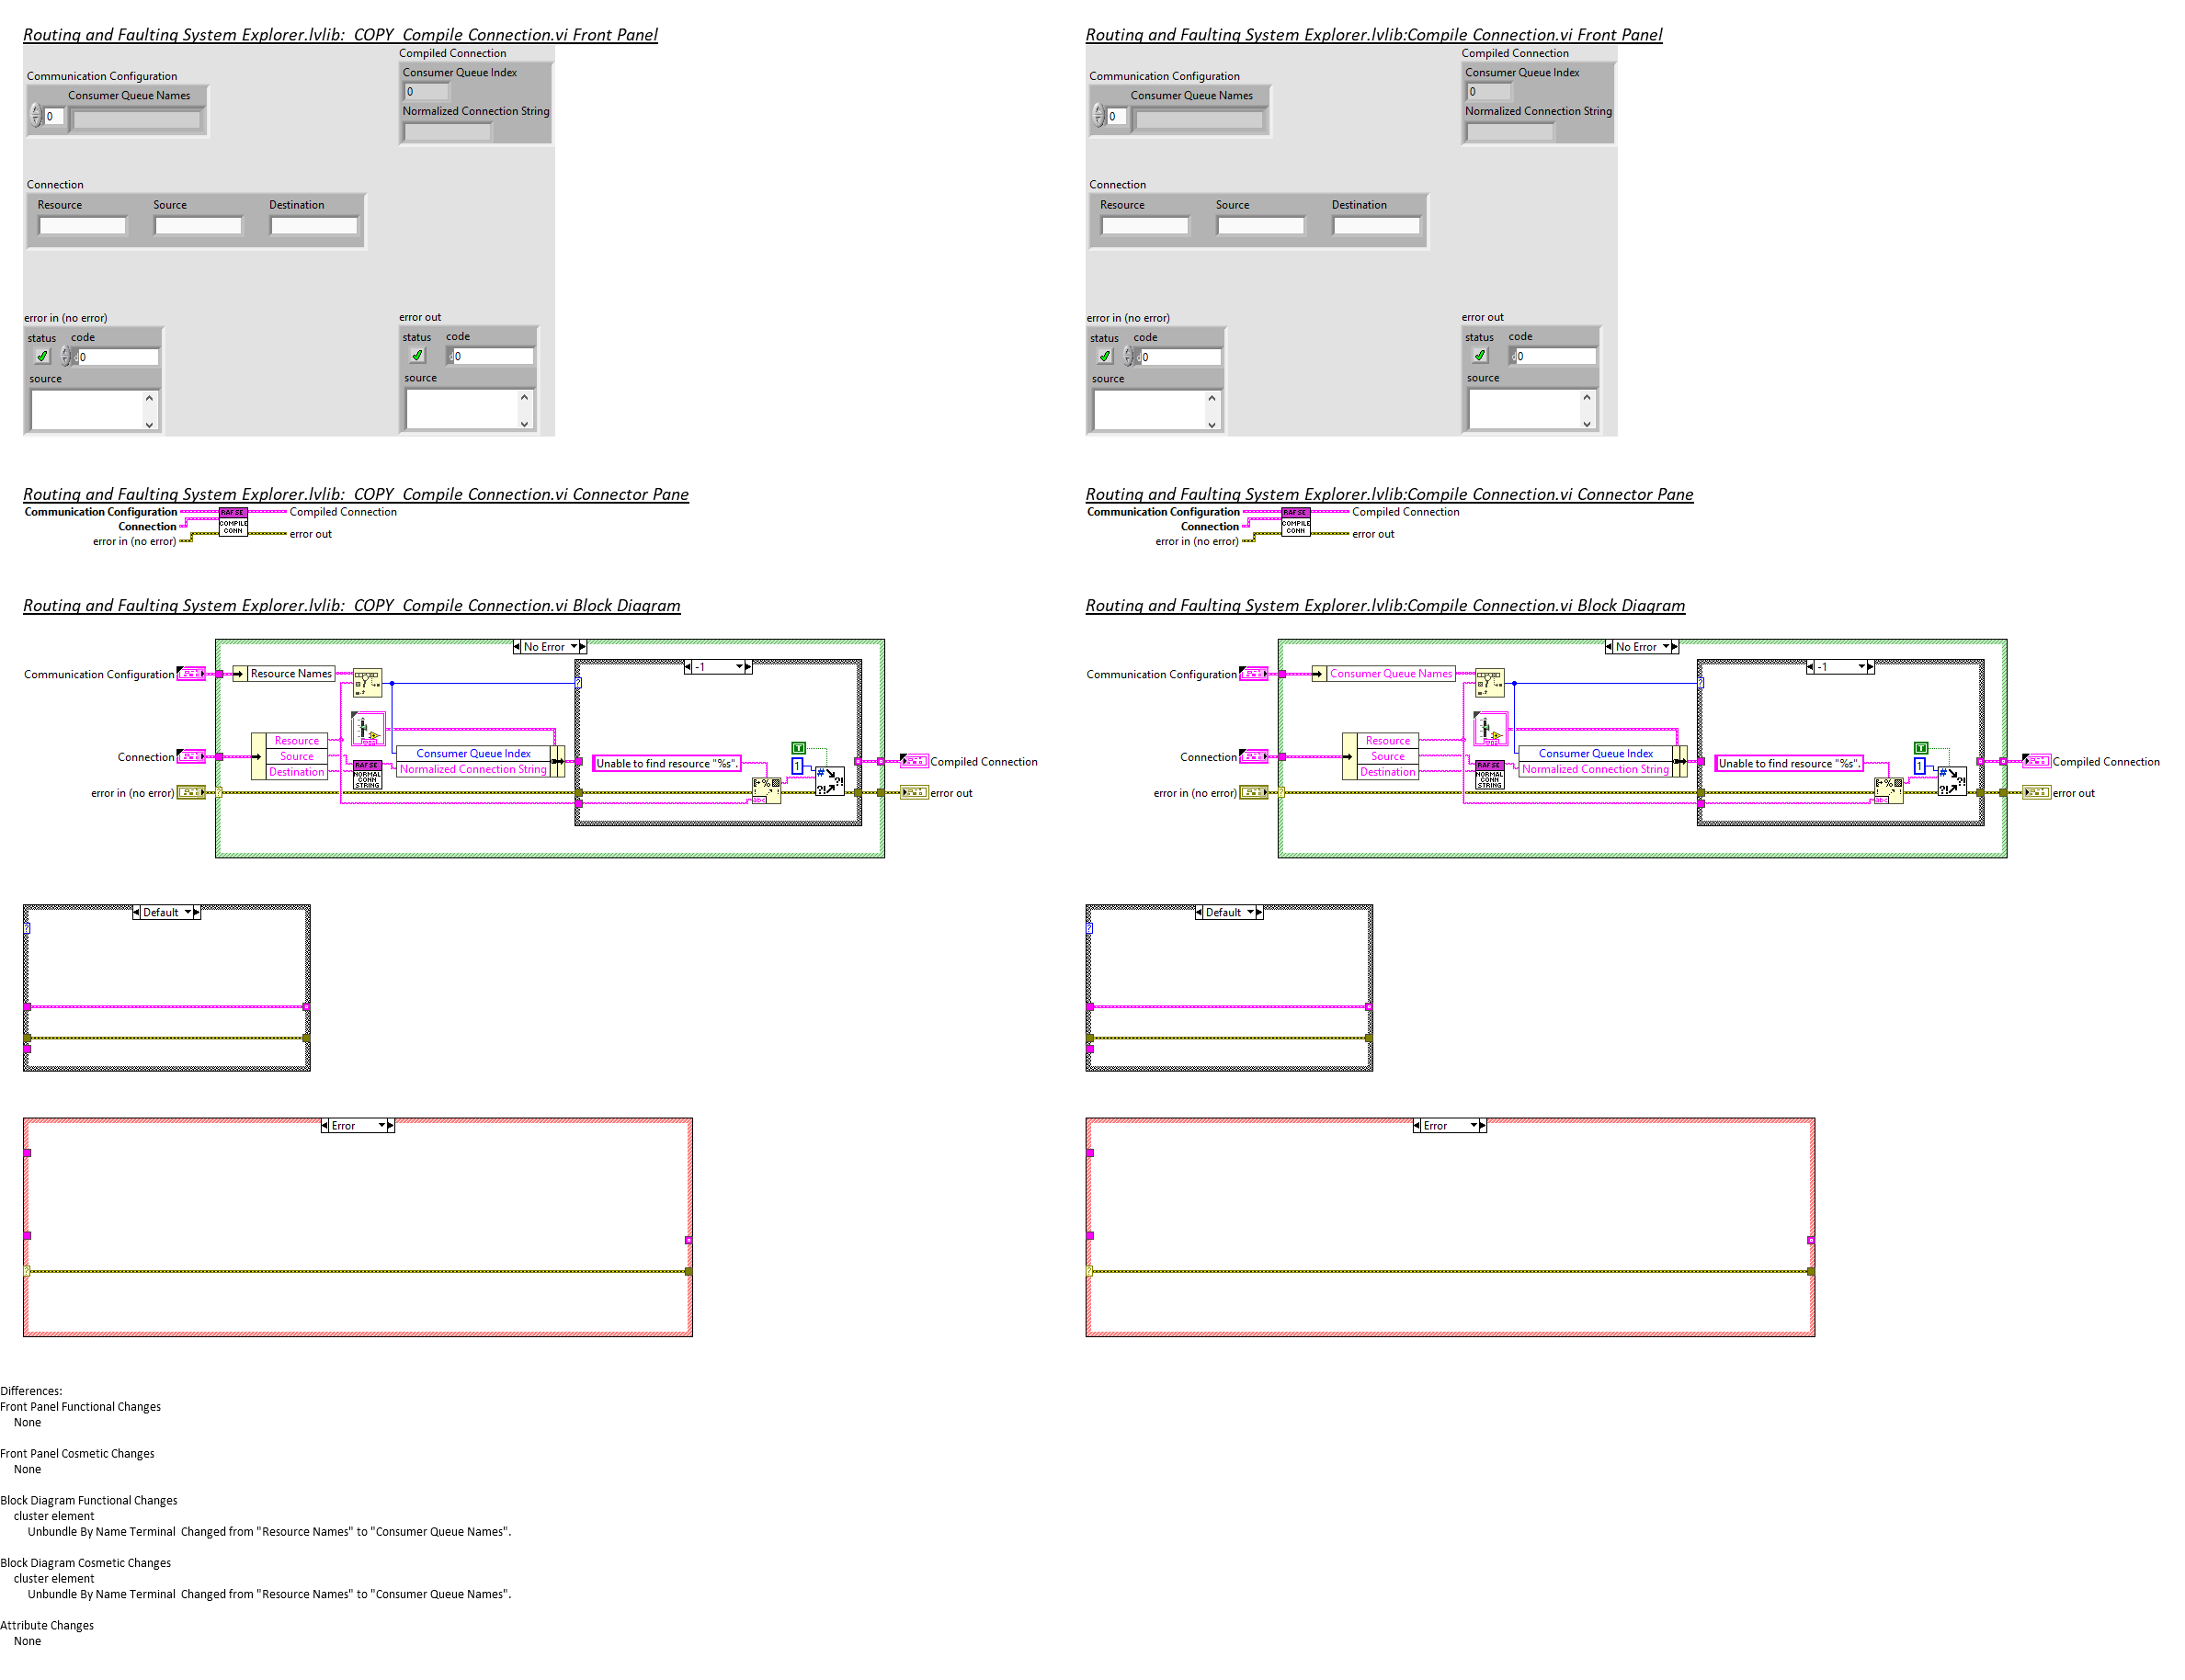 Routing and Faulting System Explorer.lvlib:_COPY_Compile Connection.vi Front Panel
Compiled Connection
Communication Configuration
Consumer Queue Index
Consumer Queue Names
0
0
Normalized Connection String
Connection
Resource Source Destination
error in (no error)
error out
status code
0
source
status code
0
source
Routing and Faulting System Explorer.lvlib:_COPY_Compile Connection.vi Connector Pane
Communication Configuration
RAFSE
Compiled Connection
Connection
COMPILE
CONN
error in (no error)
error out
Routing and Faulting System Explorer.lvlib:_COPY_Compile Connection.vi Block Diagram
No Error
Communication Configuration
Resource Names
-1
Connection
Resource
Source
Destination
Consumer Queue Index
Normalized Connection String
RAFSE
NORMAL
CONN
STRING
Unable to find resource "%s".
T
1
Compiled Connection
error in (no error)
error out
Default
Error
Routing and Faulting System Explorer.lvlib:Compile Connection.vi Front Panel
Compiled Connection
Communication Configuration
Consumer Queue Index
Consumer Queue Names
0
0
Normalized Connection String
Connection
Resource Source Destination
error in (no error)
error out
status code
0
source
status code
0
source
Routing and Faulting System Explorer.lvlib:Compile Connection.vi Connector Pane
Communication Configuration
RAFSE
Compiled Connection
Connection
COMPILE
CONN
error in (no error)
error out
Routing and Faulting System Explorer.lvlib:Compile Connection.vi Block Diagram
No Error
Communication Configuration
Consumer Queue Names
-1
Connection
Resource
Source
Destination
Consumer Queue Index
Normalized Connection String
RAFSE
NORMAL
CONN
STRING
Unable to find resource "%s".
T
1
Compiled Connection
error in (no error)
error out
Default
Error
Differences:
Front Panel Functional Changes
None
Front Panel Cosmetic Changes
None
Block Diagram Functional Changes
cluster element
Unbundle By Name Terminal Changed from "Resource Names" to "Consumer Queue Names".
Block Diagram Cosmetic Changes
cluster element
Unbundle By Name Terminal Changed from "Resource Names" to "Consumer Queue Names".
Attribute Changes
None